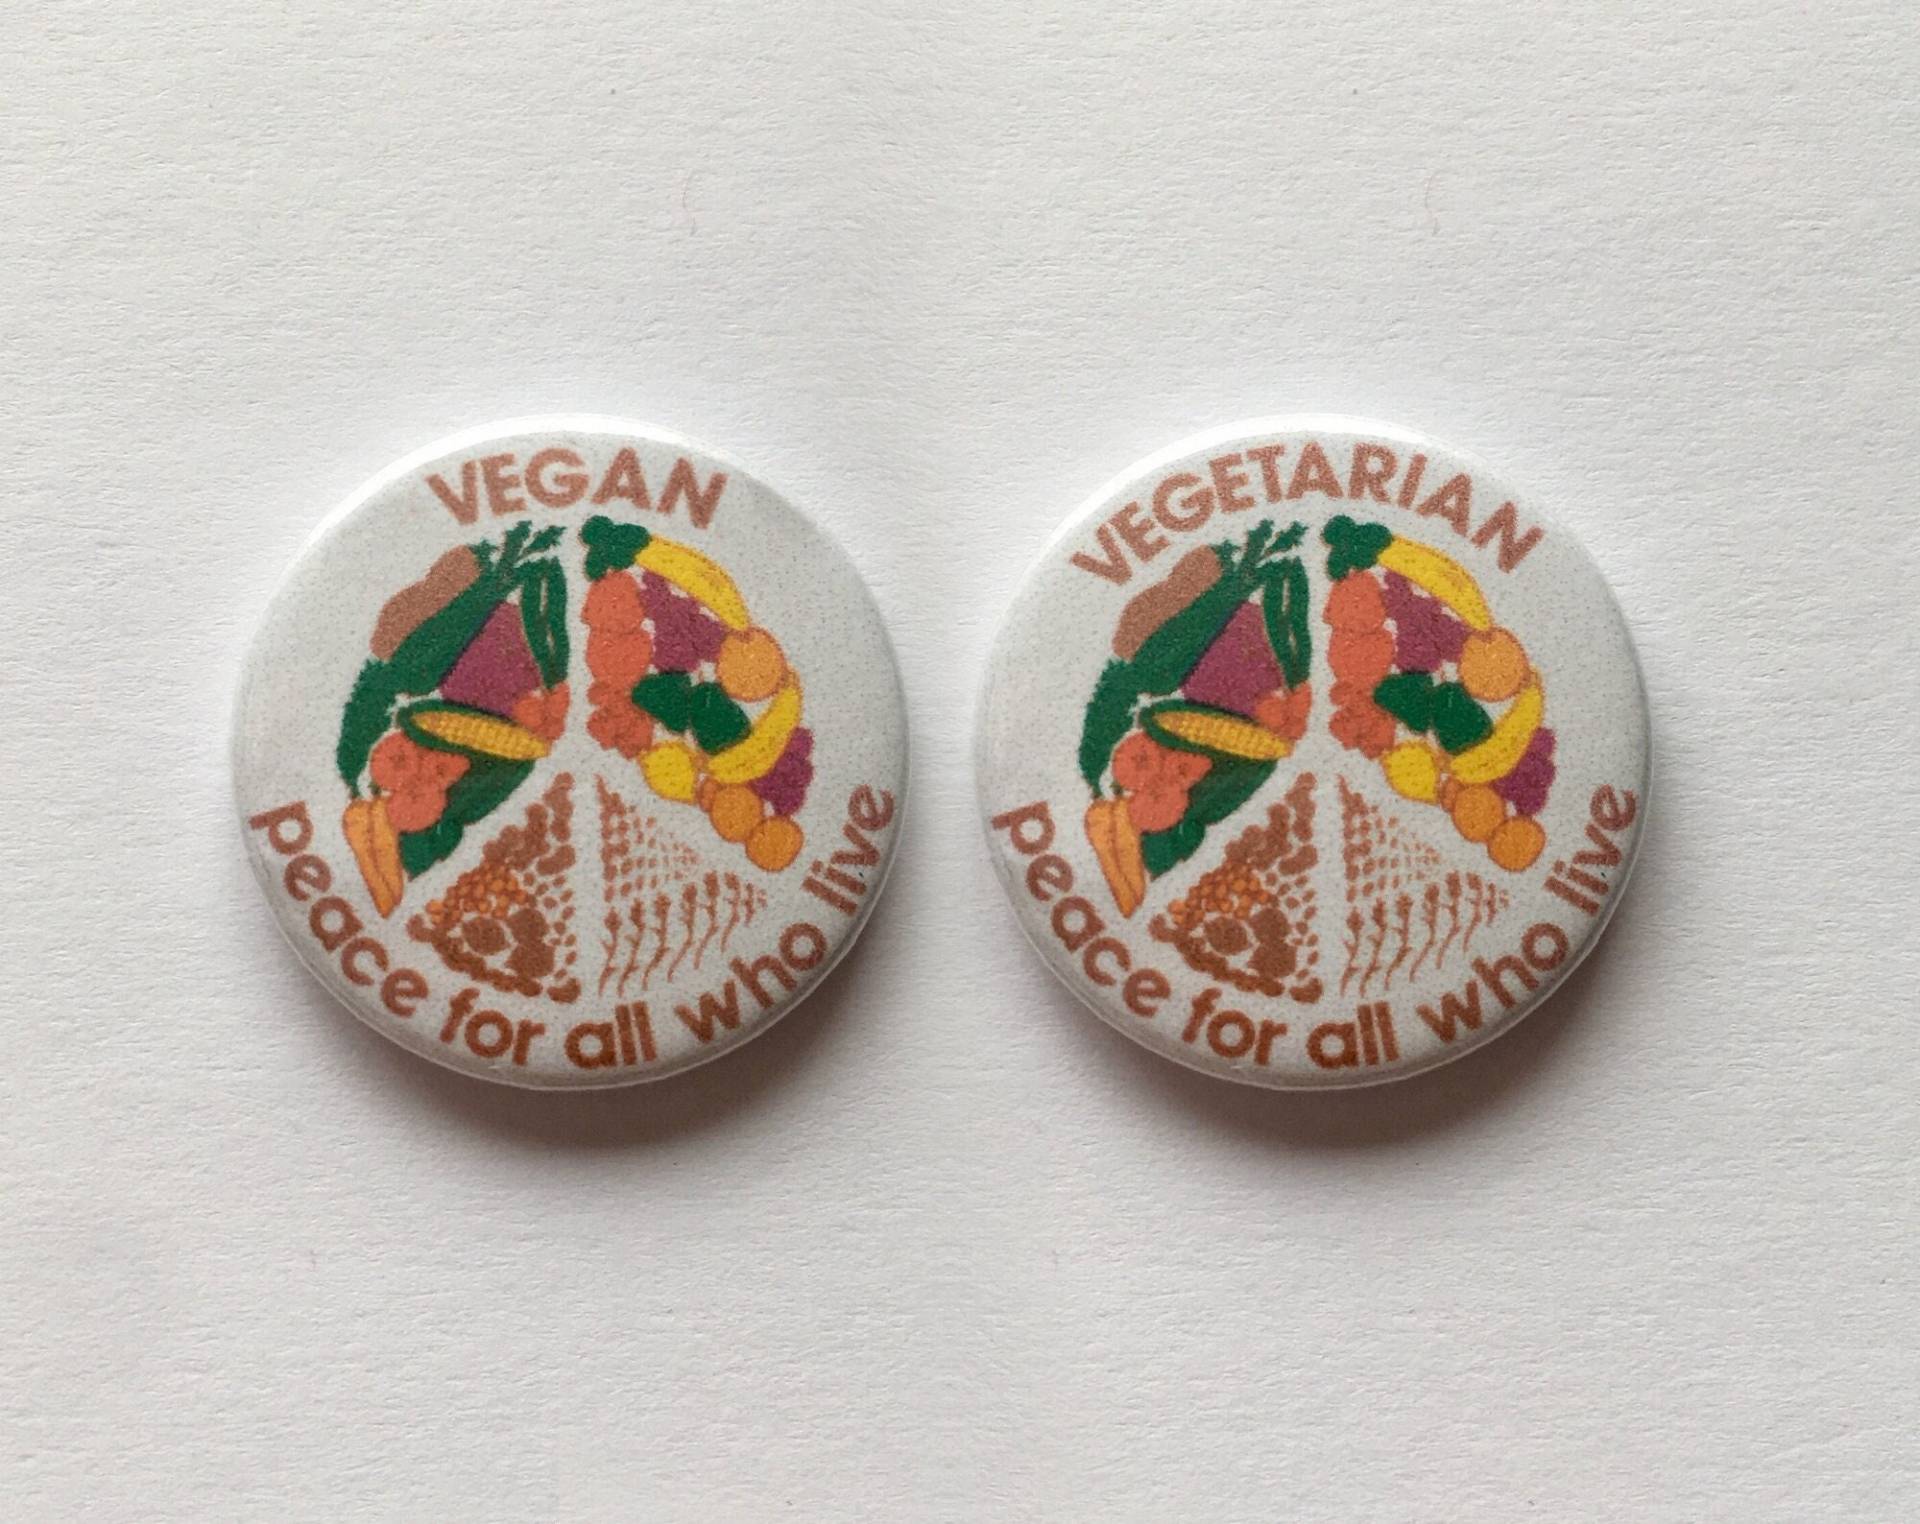 VEGAN
peace for all who live
VEGETARIAN
peace for all who live